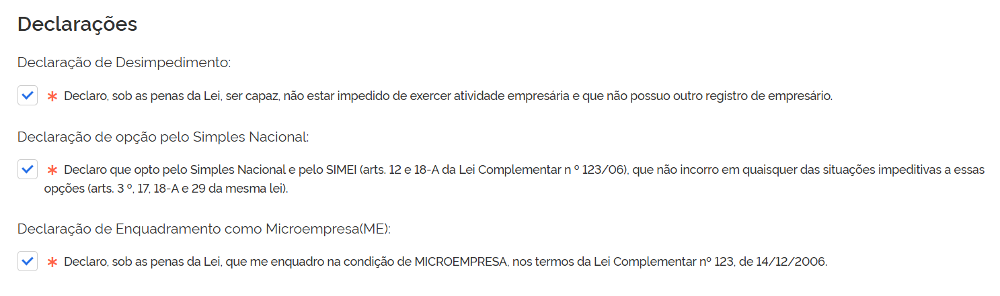 Declarações
Declaração de Desimpedimento:
* Declaro, sob as penas da Lei, ser capaz, não estar impedido de exercer atividade empresária e que não possuo outro registro de empresário.
Declaração de opção pelo Simples Nacional:
* Declaro que opto pelo Simples Nacional e pelo SIMEI (arts. 12 e 18-A da Lei Complementar n º 123/06), que não incorro em quaisquer das situações impeditivas a essas
opções (arts. 3 º, 17, 18-A e 29 da mesma lei).
Declaração de Enquadramento como Microempresa(ME):
* Declaro, sob as penas da Lei, que me enquadro na condição de MICROEMPRESA, nos termos da Lei Complementar nº 123, de 14/12/2006.